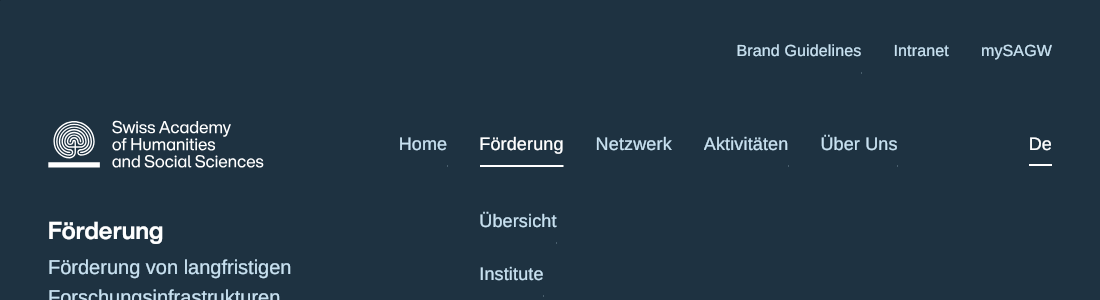 Brand Guidelines Intranet mySAGW
Swiss Academy
of Humanities
and Social Sciences
Home Förderung Netzwerk Aktivitäten Über Uns De
Förderung
Förderung von langfristigen
Forschungsinfrastrukturen
Übersicht
Institute